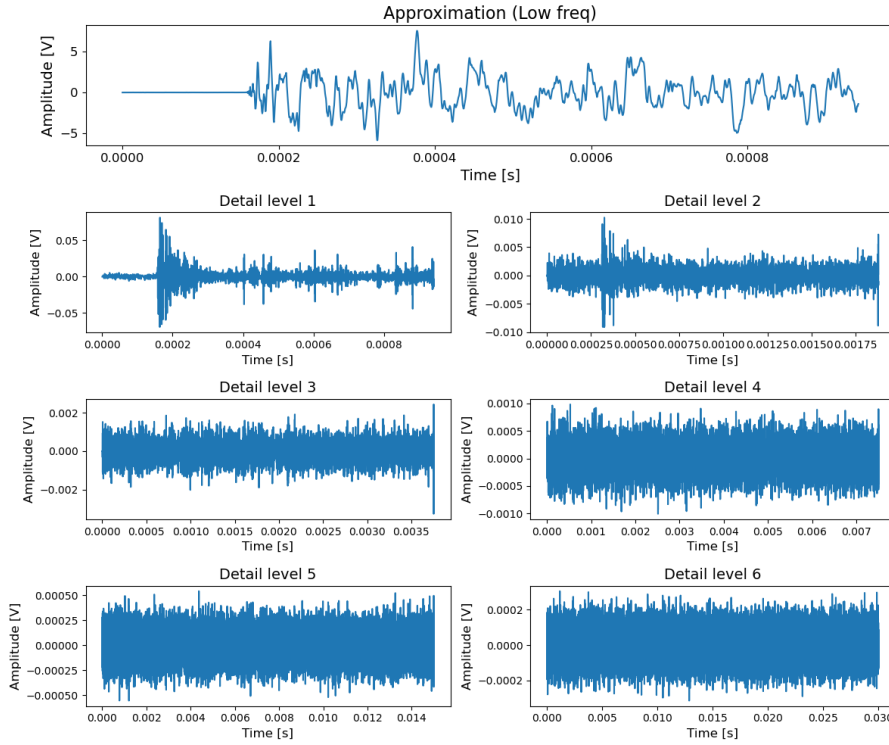 Approximation (Low freq)
Amplitude [V]
5
0
−5
0.0000 0.0002 0.0004 0.0006 0.0008
Time [s]
Detail level 1
Amplitude [V]
0.05
0.00
−0.05
0.0000 0.0002 0.0004 0.0006 0.0008
Time [s]
Detail level 2
Amplitude [V]
0.010
0.005
0.000
−0.005
−0.010
0.00000 0.00025 0.00050 0.00075 0.00100 0.00125 0.00150 0.00175
Time [s]
Detail level 3
Amplitude [V]
0.002
0.000
−0.002
0.0000 0.0005 0.0010 0.0015 0.0020 0.0025 0.0030 0.0035
Time [s]
Detail level 4
Amplitude [V]
0.0010
0.0005
0.0000
−0.0005
−0.0010
0.000 0.001 0.002 0.003 0.004 0.005 0.006 0.007
Time [s]
Detail level 5
Amplitude [V]
0.00050
0.00025
0.00000
−0.00025
−0.00050
0.000 0.002 0.004 0.006 0.008 0.010 0.012 0.014
Time [s]
Detail level 6
Amplitude [V]
0.0002
0.0000
−0.0002
0.000 0.005 0.010 0.015 0.020 0.025 0.030
Time [s]